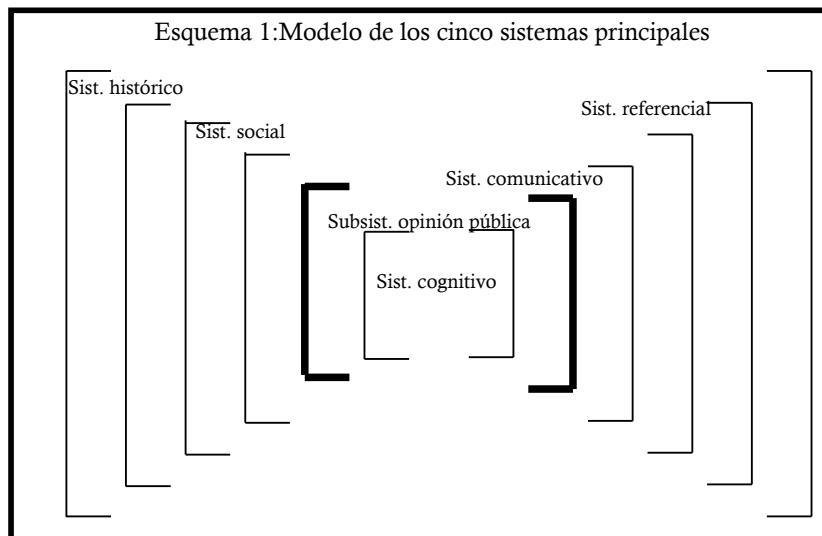 Esquema 1:Modelo de los cinco sistemas principales
Sist. histórico
Sist. referencial
Sist. social
Sist. comunicativo
Subsist. opinión pública
Sist. cognitivo